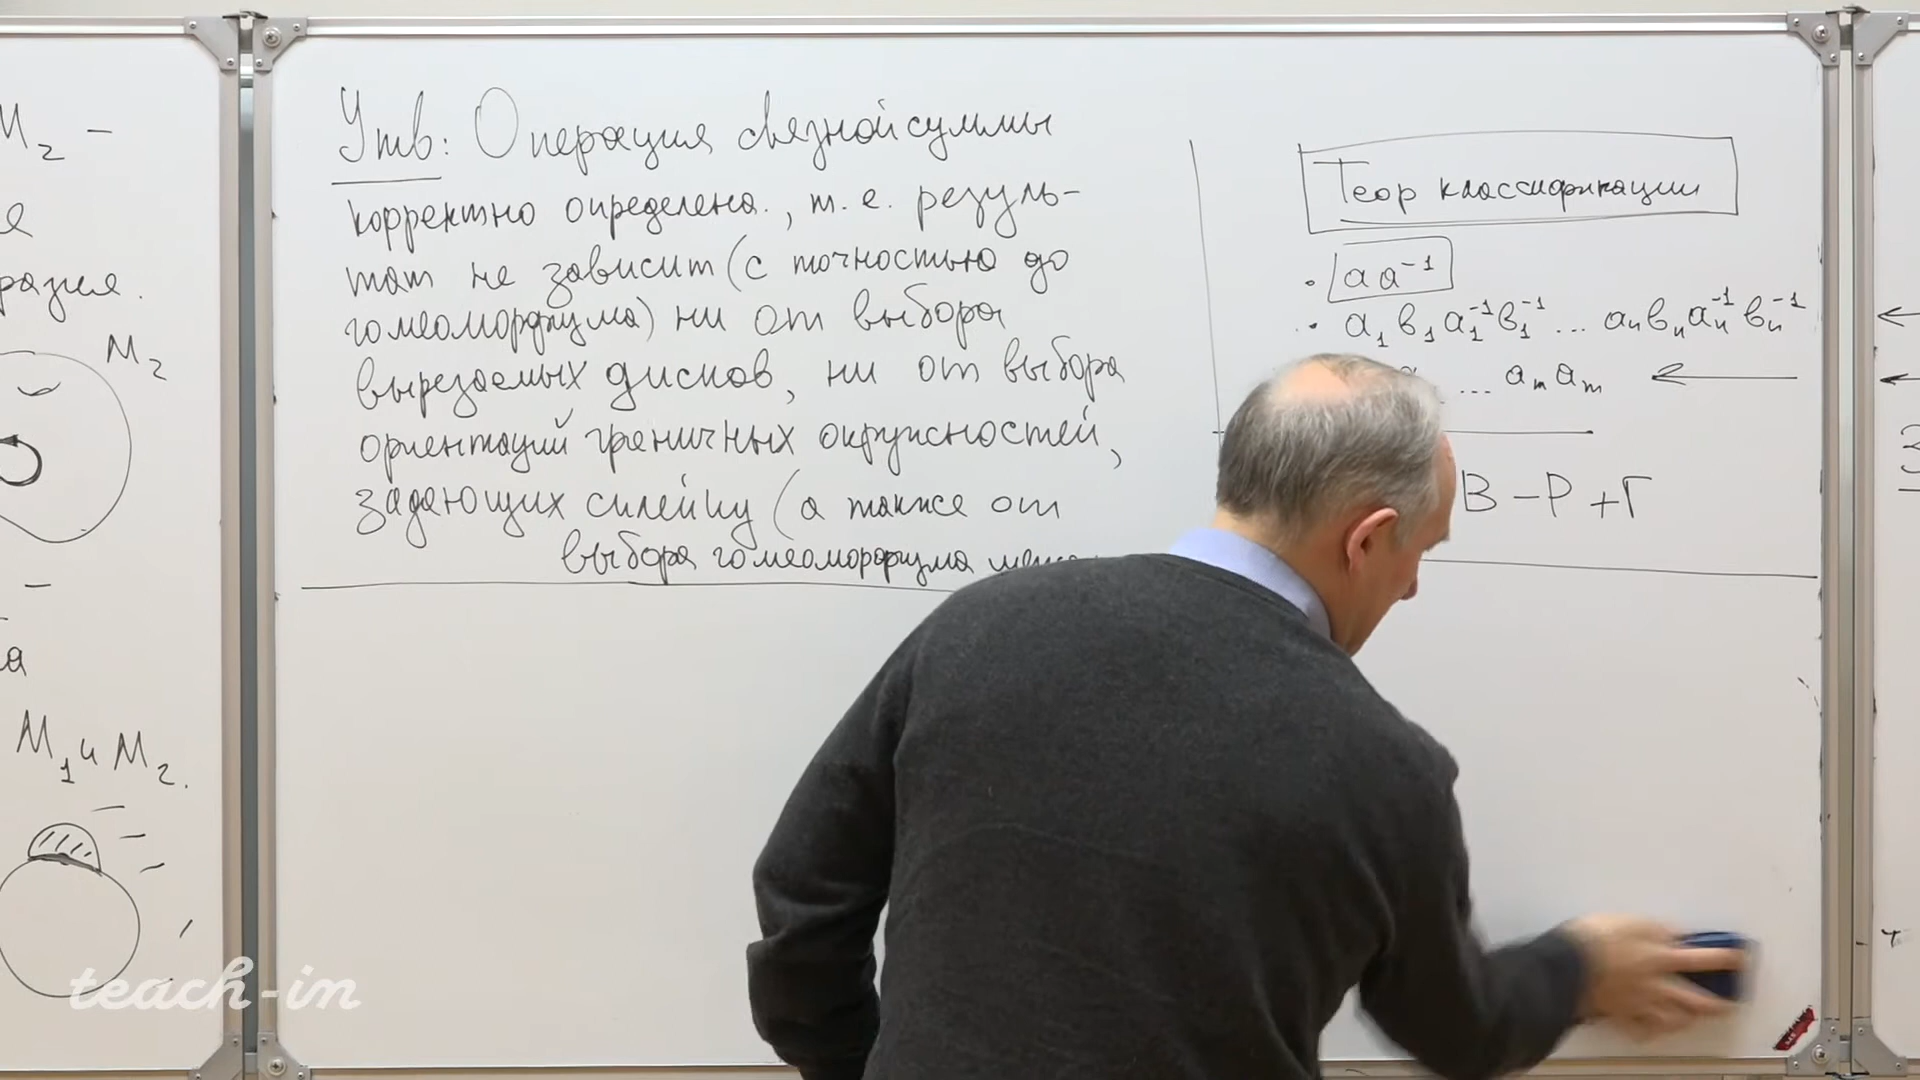 M₂ –
е
разия.
M₂
а
M₁ и M₂.
Утв: Операция связной суммы
корректно определена., т. е. резуль-
тат не зависит (с точностью до
гомеоморфизма) ни от выбора
вырезаемых дисков, ни от выбора
ориентаций граничных окружностей,
задающих склейку (а также от
выбора гомеоморфизма
Теор классификации
• aa⁻¹
• a₁b₁a₁⁻¹b₁⁻¹ ... aₙbₙaₙ⁻¹bₙ⁻¹
... aₘaₘ
В – Р + Г
teach-in